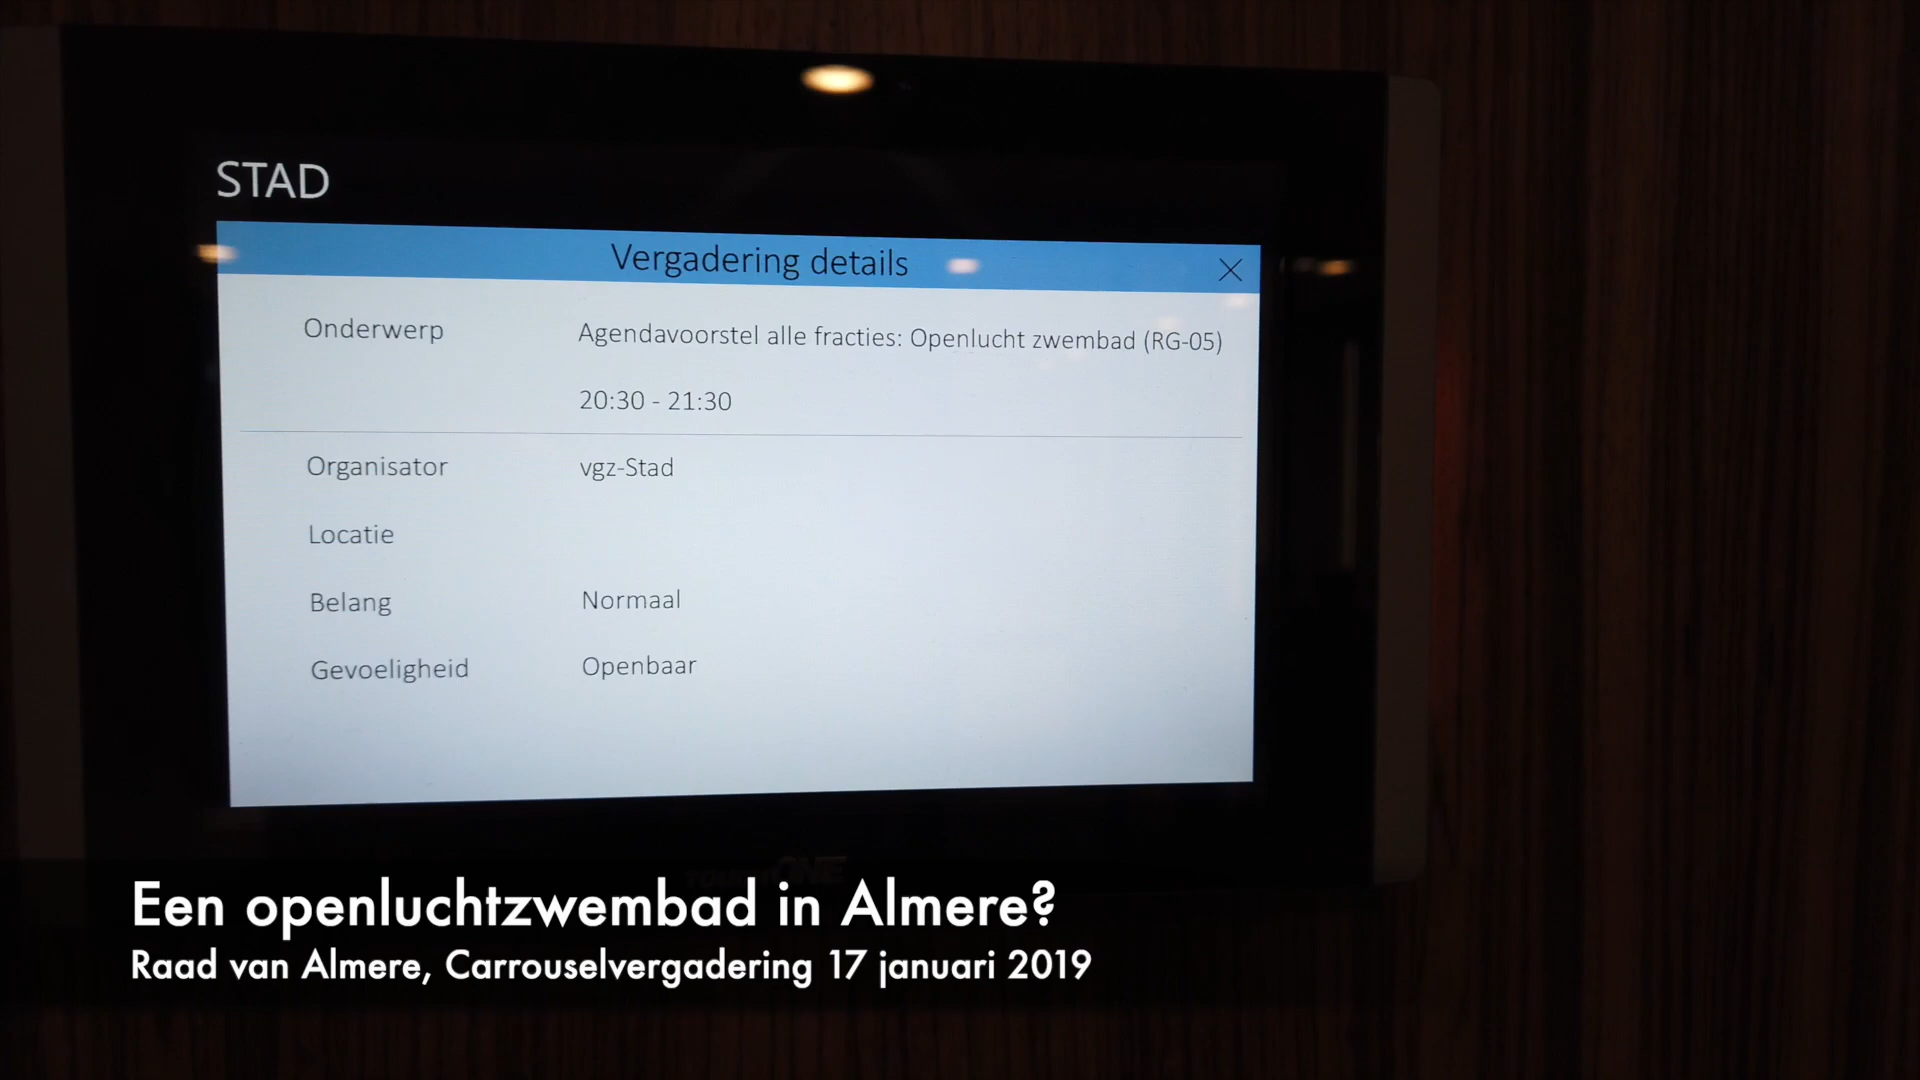 STAD
Vergadering details
Onderwerp Agendavoorstel alle fracties: Openlucht zwembad (RG-05)
20:30 - 21:30
Organisator vgz-Stad
Locatie
Belang Normaal
Gevoeligheid Openbaar
Een openluchtzwembad in Almere?
Raad van Almere, Carrouselvergadering 17 januari 2019